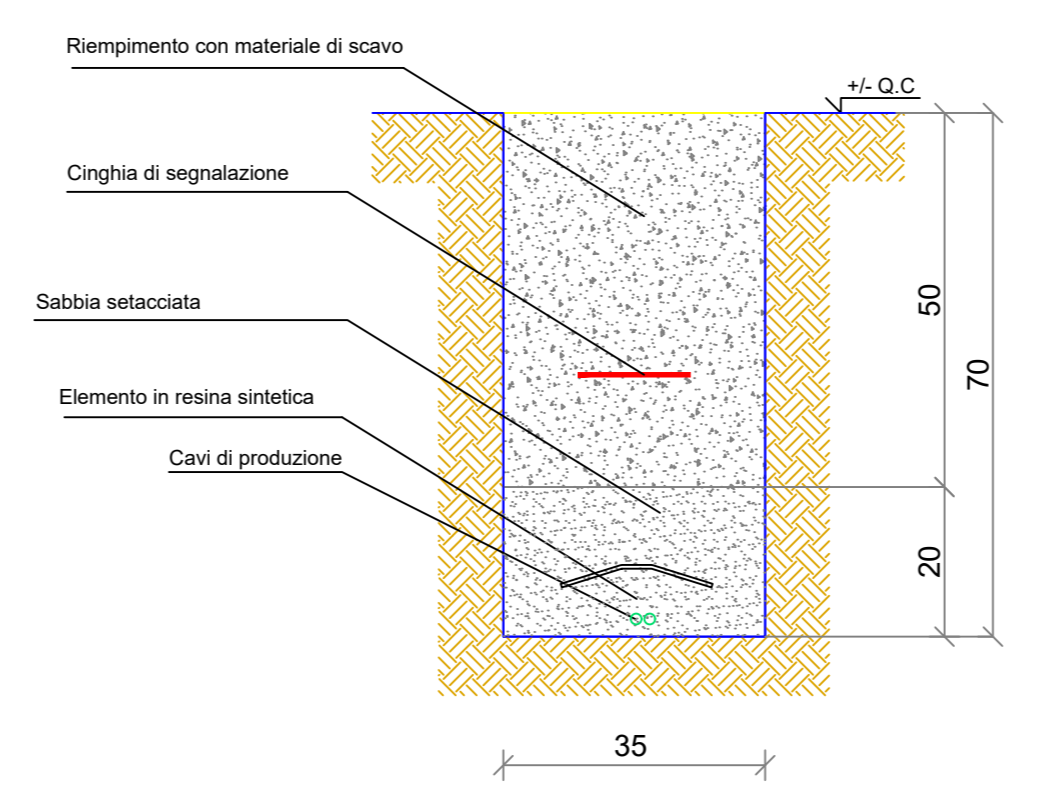 Riempimento con materiale di scavo
+/- Q.C
Cinghia di segnalazione
Sabbia setacciata
50
70
Elemento in resina sintetica
Cavi di produzione
20
35